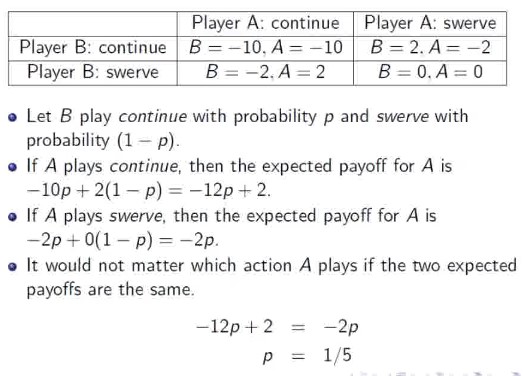 Player A: continue Player A: swerve
Player B: continue B = −10, A = −10 B = 2, A = −2
Player B: swerve B = −2, A = 2 B = 0, A = 0
• Let B play continue with probability p and swerve with
probability (1 − p).
• If A plays continue, then the expected payoff for A is
−10p + 2(1 − p) = −12p + 2.
• If A plays swerve, then the expected payoff for A is
−2p + 0(1 − p) = −2p.
• It would not matter which action A plays if the two expected
payoffs are the same.
−12p + 2 = −2p
p = 1/5